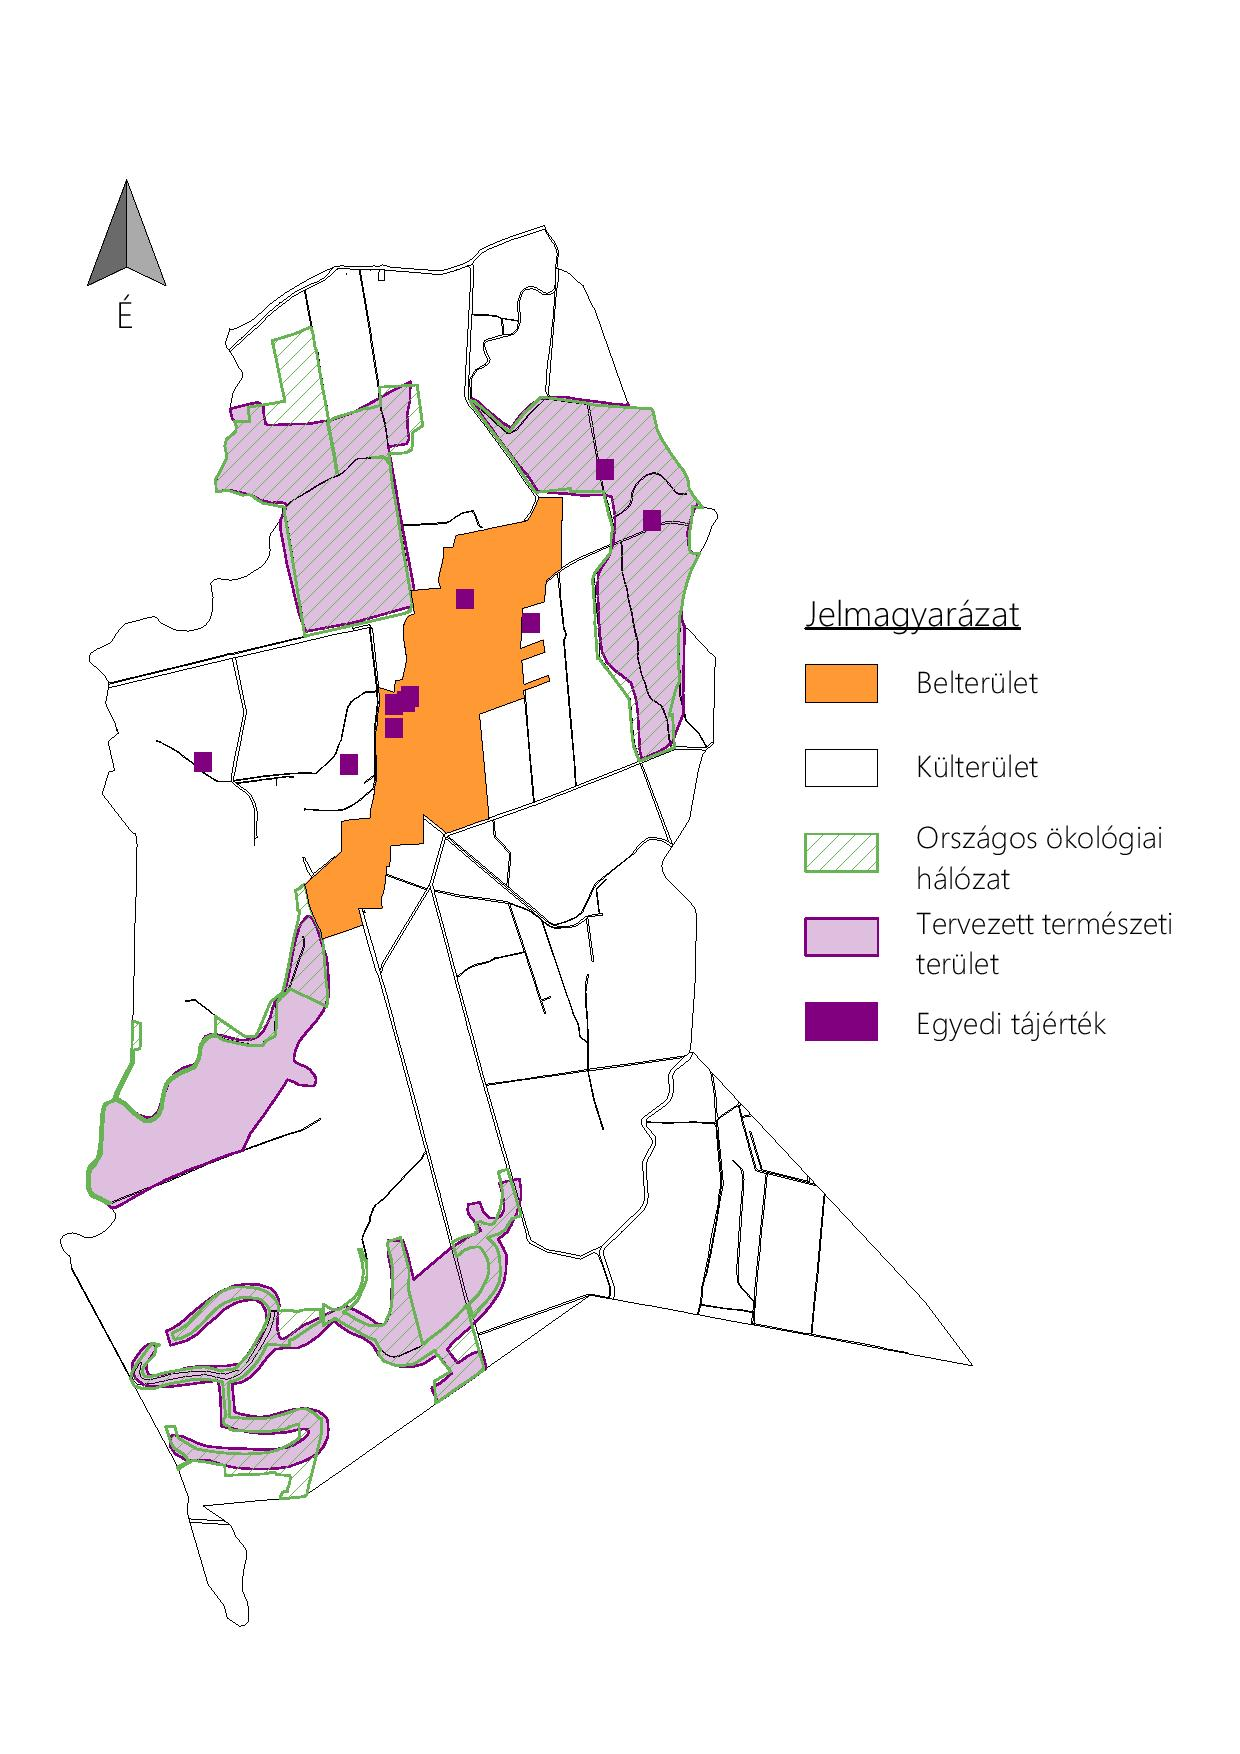 É
Jelmagyarázat
Belterület
Külterület
Országos ökológiai
hálózat
Tervezett természeti
terület
Egyedi tájérték